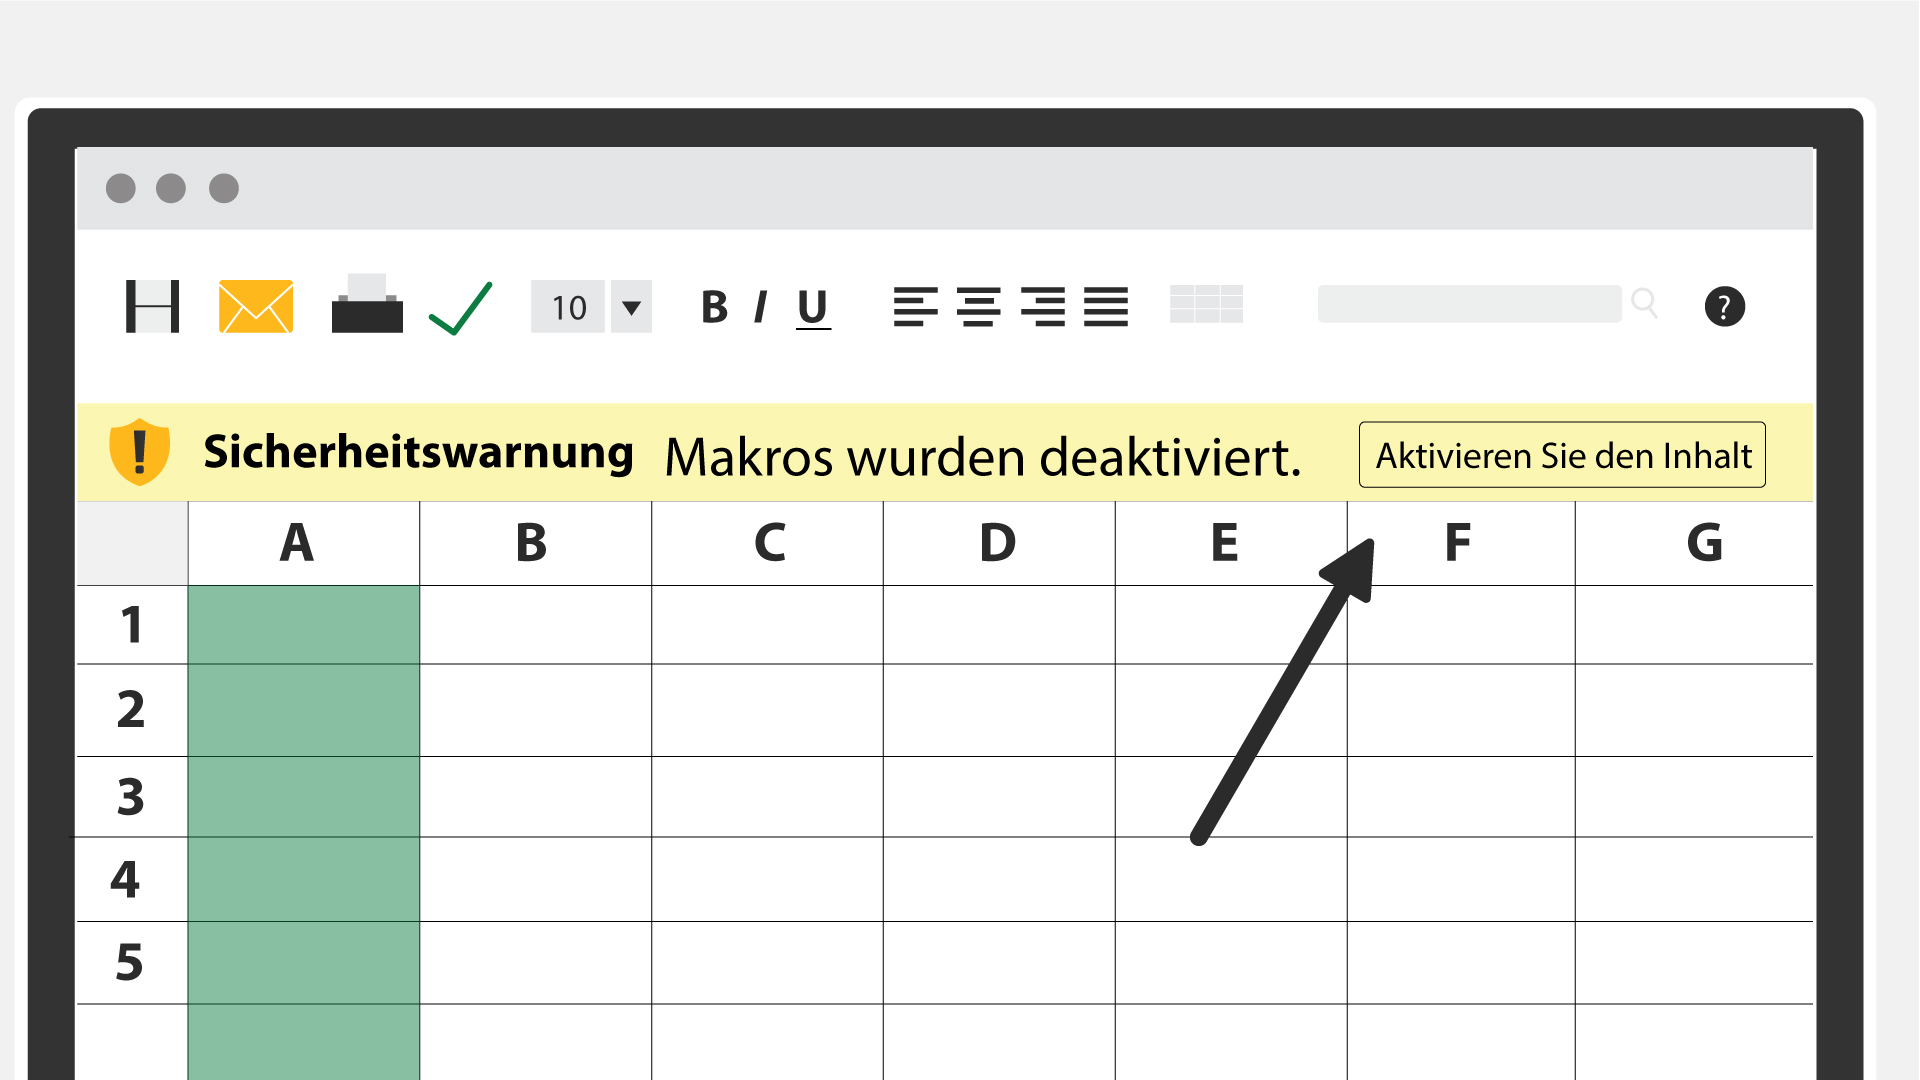 10 B I U ?
! Sicherheitswarnung Makros wurden deaktiviert. Aktivieren Sie den Inhalt
A B C D E F G
1
2
3
4
5